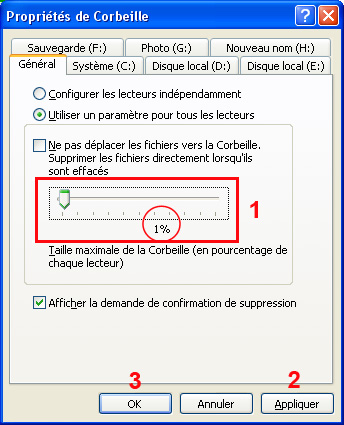 Propriétés de Corbeille
Sauvegarde (F:) Photo (G:) Nouveau nom (H:)
Général Système (C:) Disque local (D:) Disque local (E:)
Configurer les lecteurs indépendamment
Utiliser un paramètre pour tous les lecteurs
Ne pas déplacer les fichiers vers la Corbeille.
Supprimer les fichiers directement lorsqu'ils
sont effacés
1
1%
Taille maximale de la Corbeille (en pourcentage de
chaque lecteur)
Afficher la demande de confirmation de suppression
3 2
OK Annuler Appliquer